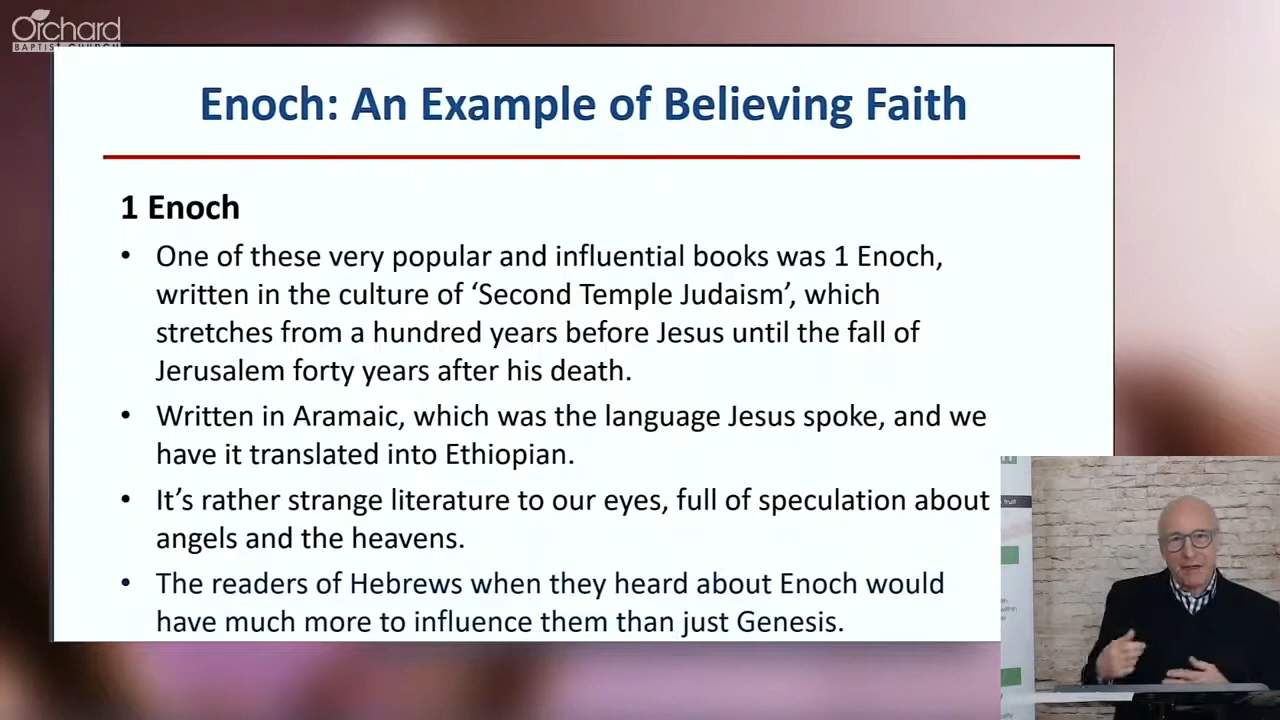 Orchard
BAPTIST CHURCH
Enoch: An Example of Believing Faith
1 Enoch
• One of these very popular and influential books was 1 Enoch,
written in the culture of ‘Second Temple Judaism’, which
stretches from a hundred years before Jesus until the fall of
Jerusalem forty years after his death.
• Written in Aramaic, which was the language Jesus spoke, and we
have it translated into Ethiopian.
• It’s rather strange literature to our eyes, full of speculation about
angels and the heavens.
• The readers of Hebrews when they heard about Enoch would
have much more to influence them than just Genesis.
fruit